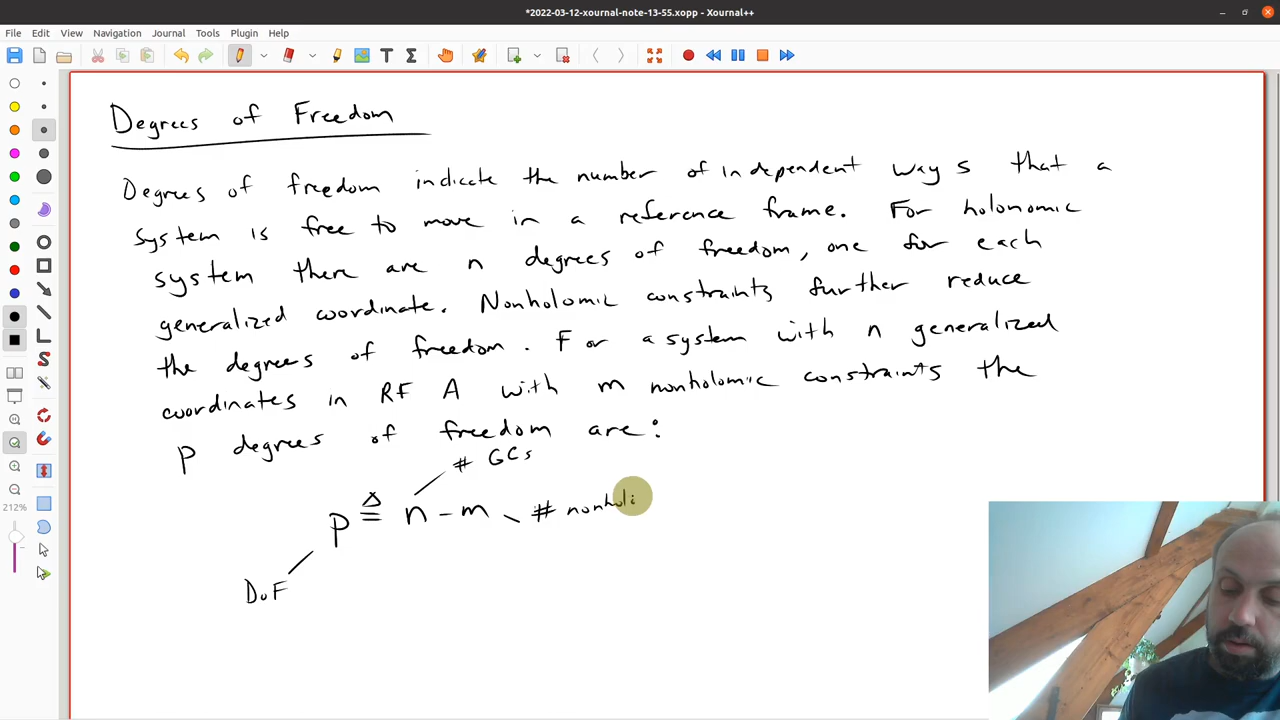 *2022-03-12-xournal-note-13-55.xopp - Xournal++
File Edit View Navigation Journal Tools Plugin Help
Degrees of Freedom
Degrees of freedom indicate the number of independent ways that a
system is free to move in a reference frame. For holonomic
system there are n degrees of freedom, one for each
generalized coordinate. Nonholomic constraints further reduce
the degrees of freedom. For a system with n generalized
coordinates in RF A with m nonholomic constraints the
p degrees of freedom are:
# GCs
p ≜ n - m # nonholi
DoF
212%